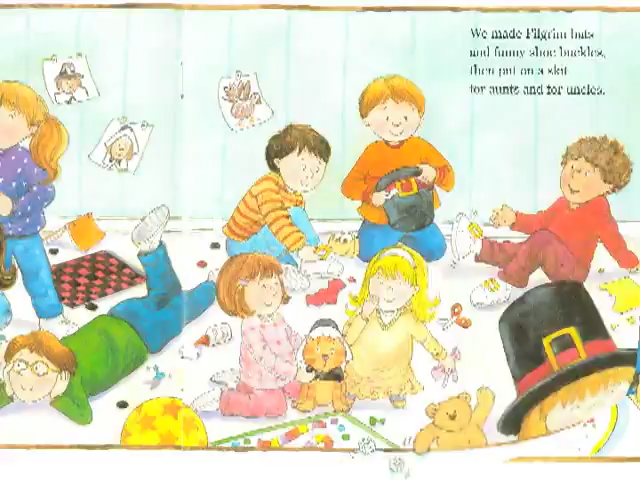 We made Pilgrim hats
and funny shoe buckles,
then put on a skit
for aunts and for uncles.